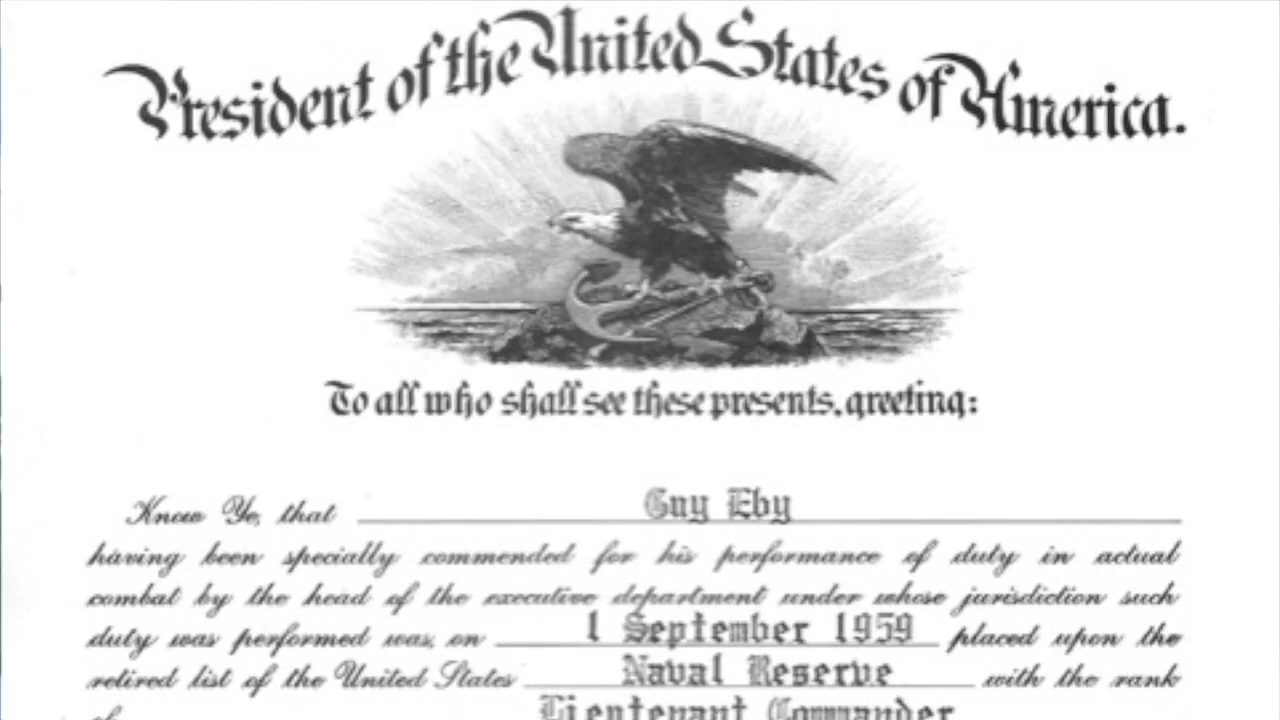 President of the United States of America.
To all who shall see these presents, greeting:
Know Ye, that Guy Eby
having been specially commended for his performance of duty in actual
combat by the head of the executive department under whose jurisdiction such
duty was performed was, on 1 September 1959 placed upon the
retired list of the United States Naval Reserve with the rank
of Lieutenant Commander